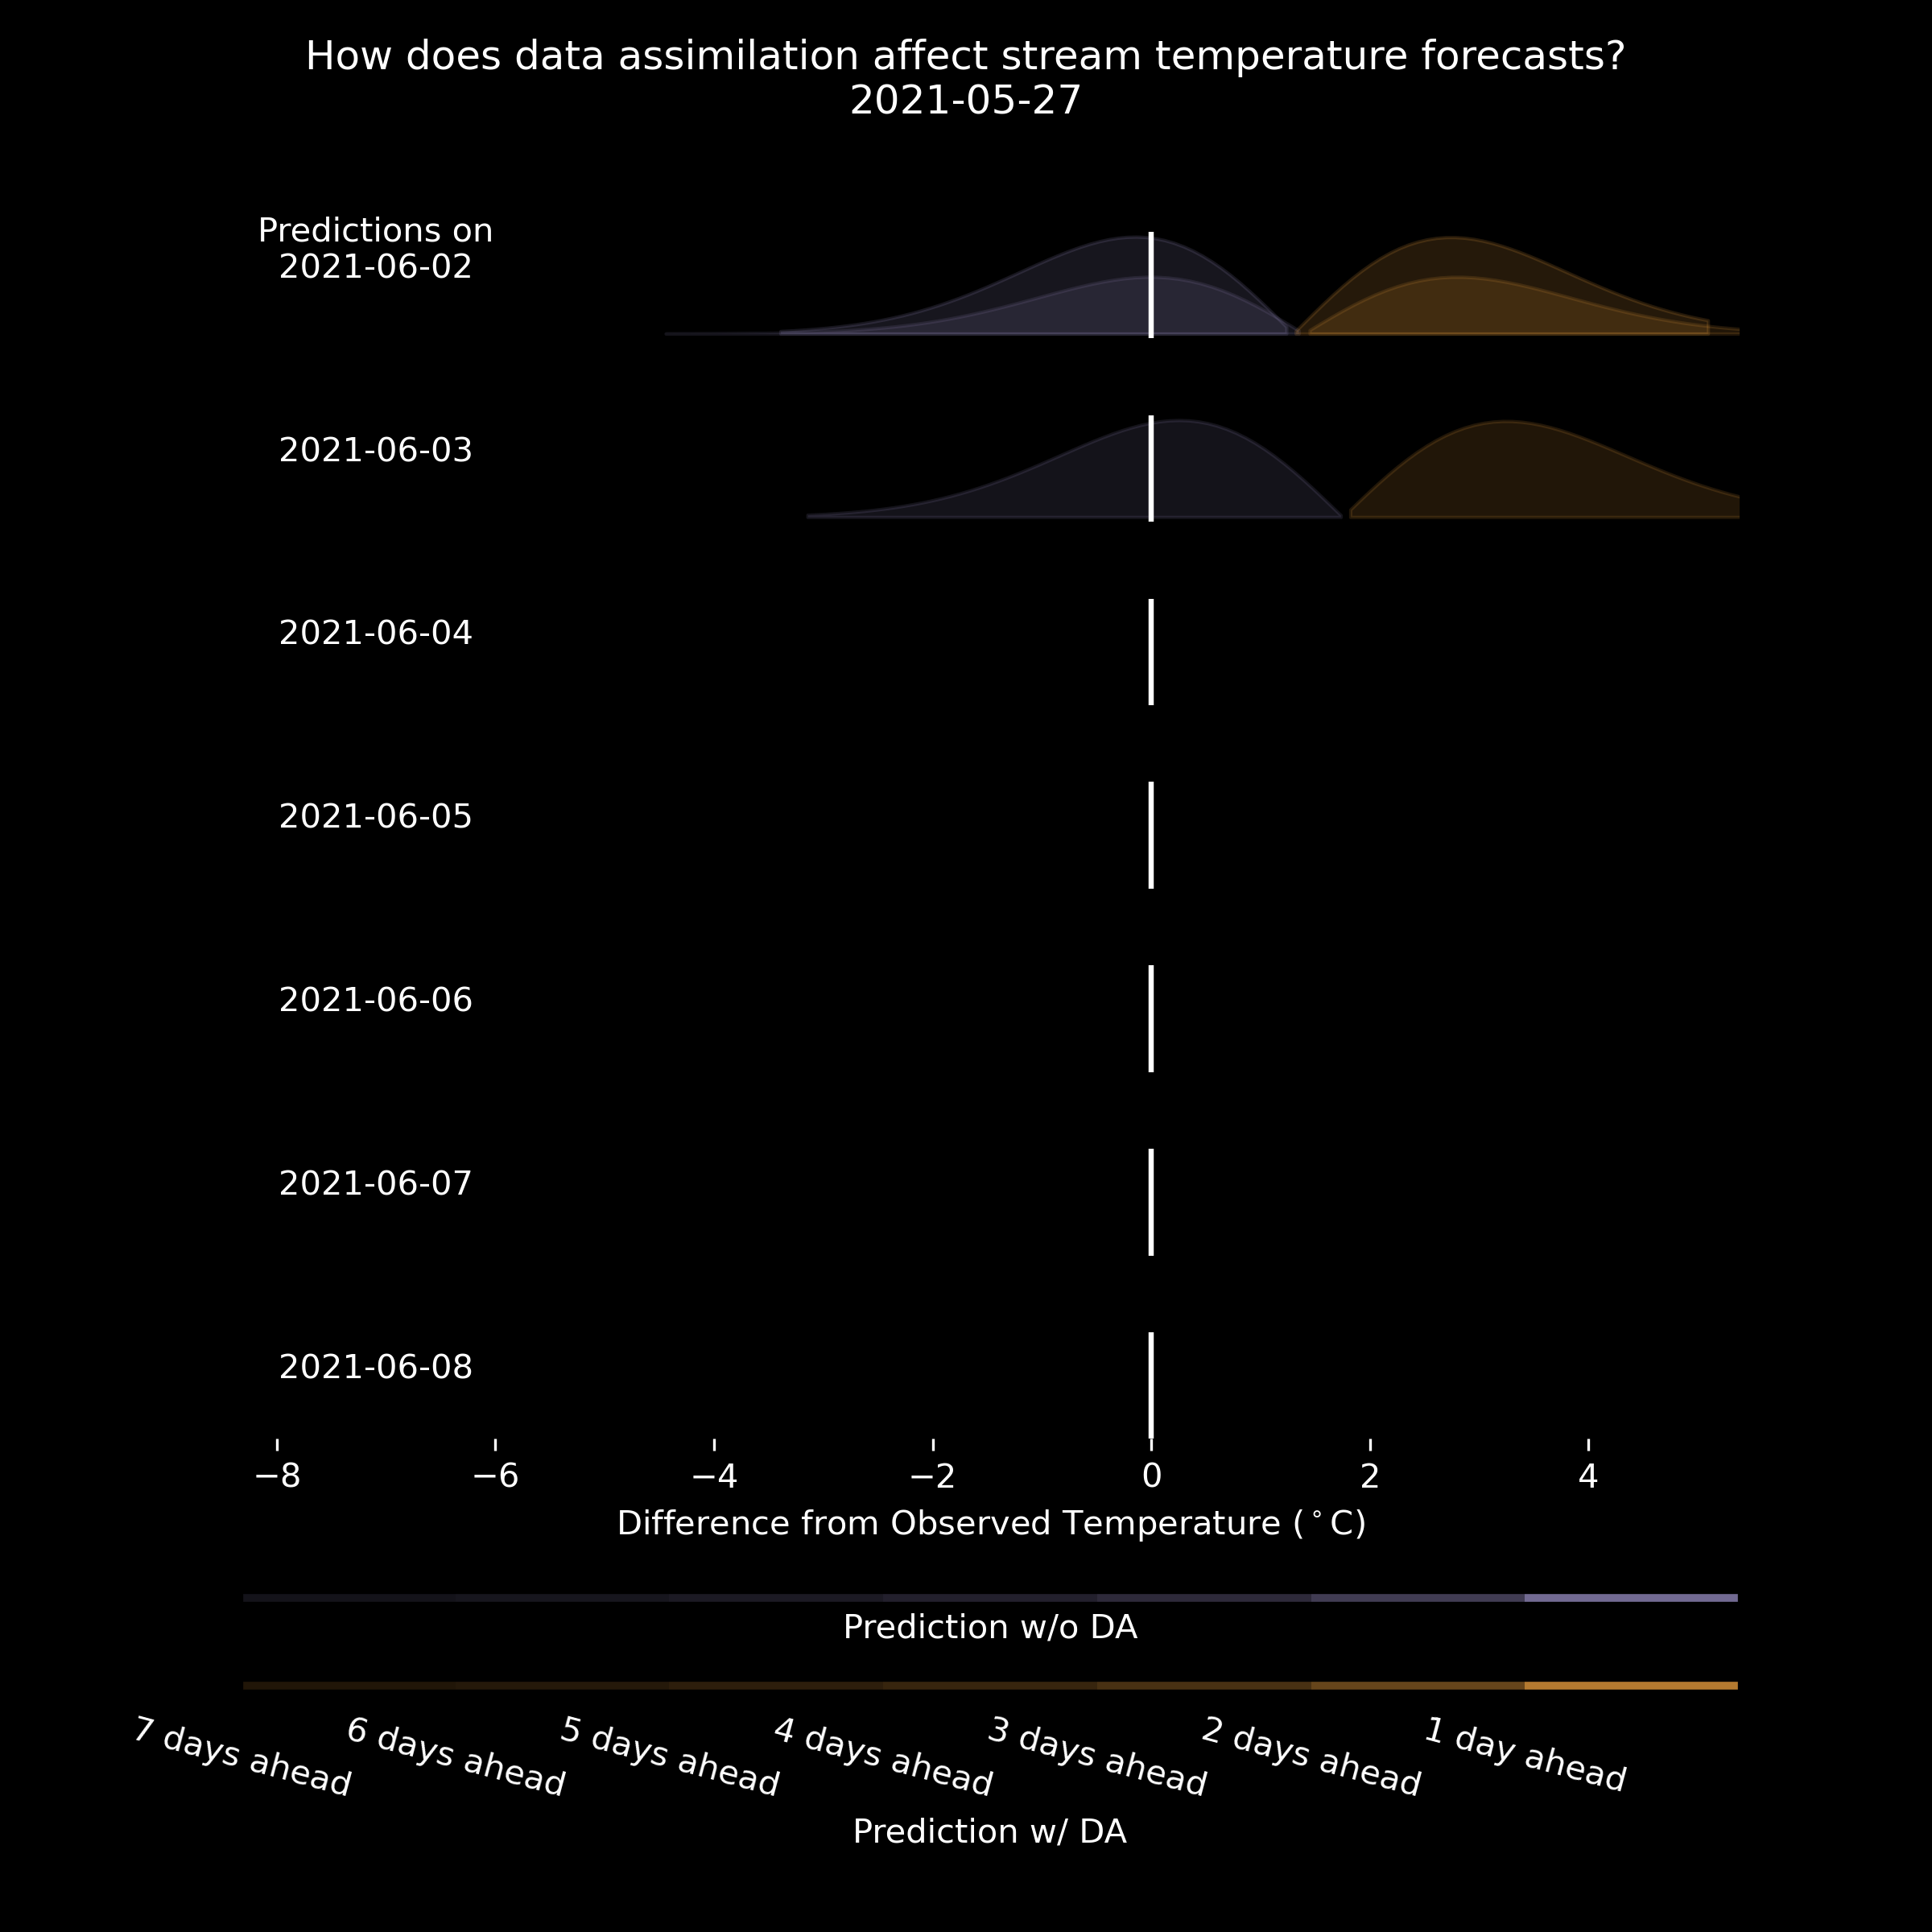 How does data assimilation affect stream temperature forecasts?
2021-05-27
Predictions on
2021-06-02
2021-06-03
2021-06-04
2021-06-05
2021-06-06
2021-06-07
2021-06-08
−8 −6 −4 −2 0 2 4
Difference from Observed Temperature (°C)
Prediction w/o DA
7 days ahead 6 days ahead 5 days ahead 4 days ahead 3 days ahead 2 days ahead 1 day ahead
Prediction w/ DA